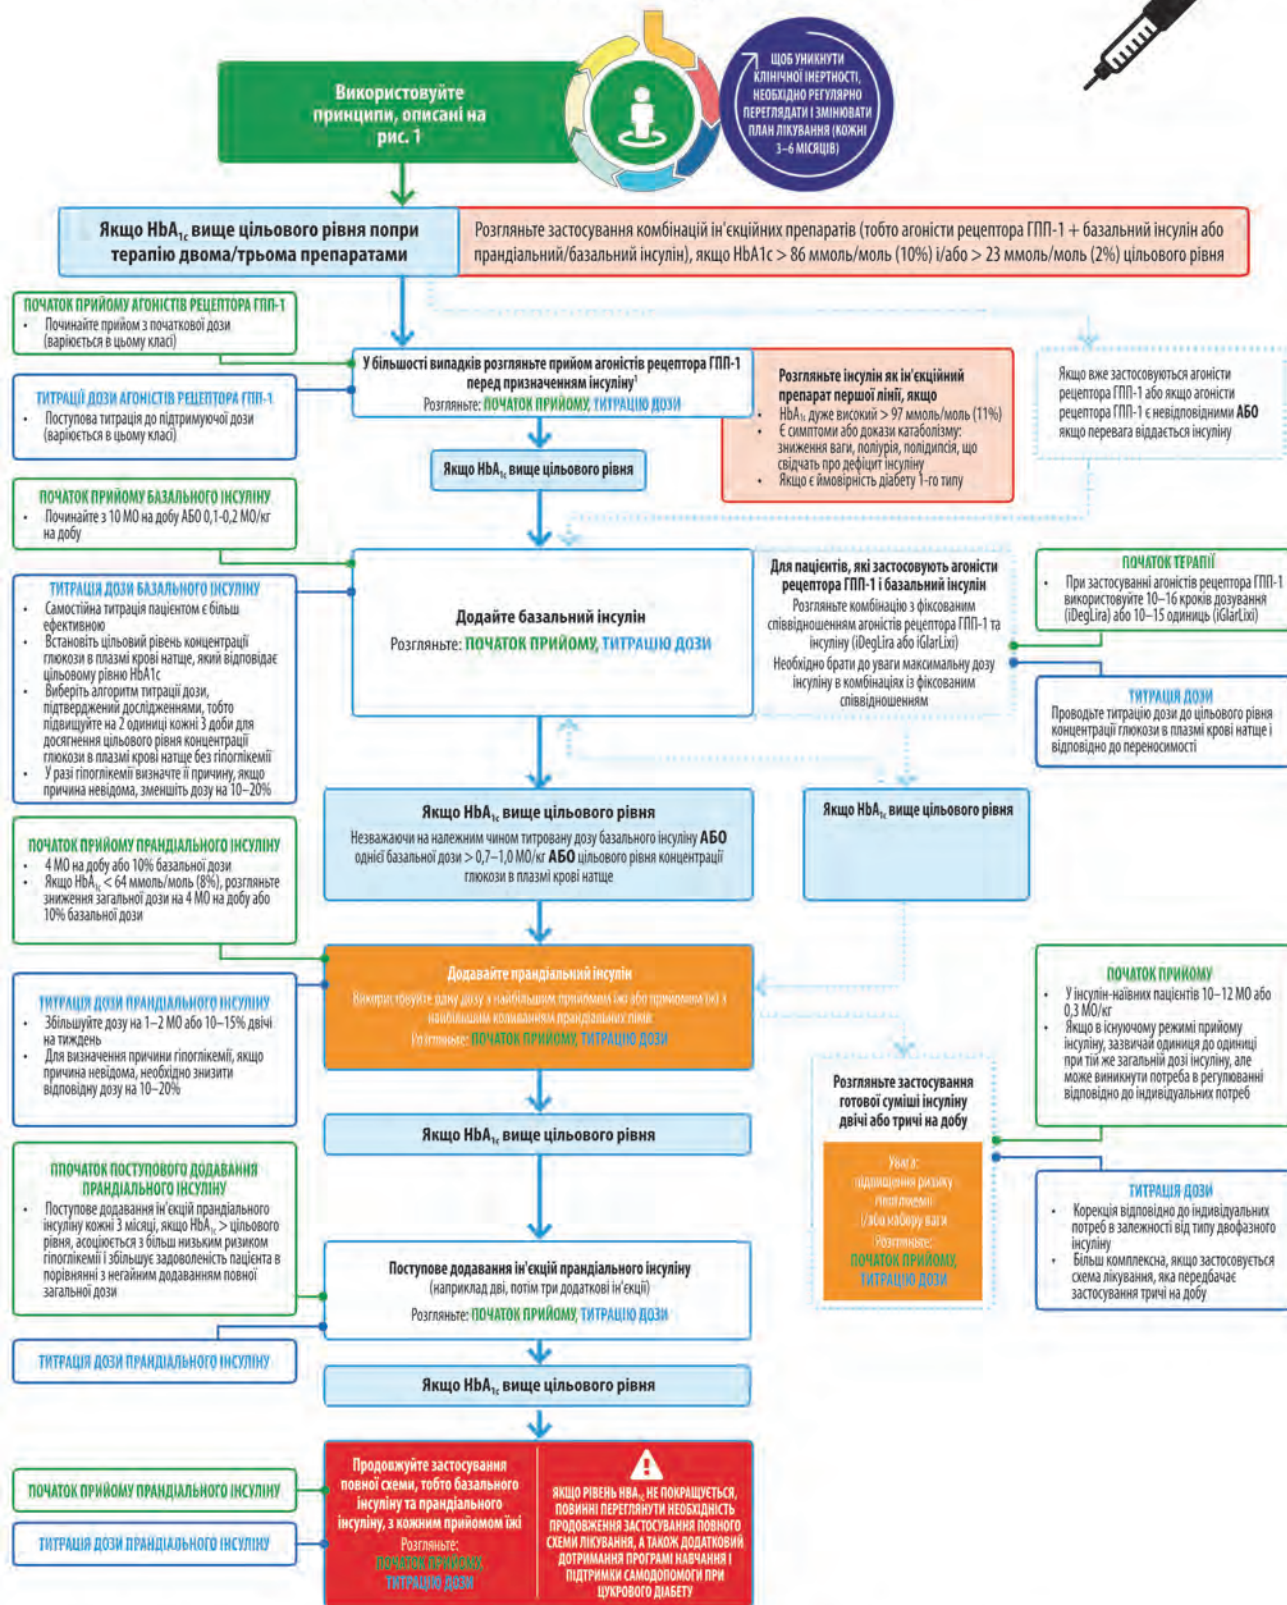 Використовуйте
принципи, описані на
рис. 1
ЩОБ УНИКНУТИ
КЛІНІЧНОЇ ІНЕРТНОСТІ,
НЕОБХІДНО РЕГУЛЯРНО
ПЕРЕГЛЯДАТИ І ЗМІНЮВАТИ
ПЛАН ЛІКУВАННЯ (КОЖНІ
3–6 МІСЯЦІВ)
Якщо HbA1c вище цільового рівня попри
терапію двома/трьома препаратами
Розгляньте застосування комбінацій ін'єкційних препаратів (тобто агоністи рецептора ГПП-1 + базальний інсулін або
прандіальний/базальний інсулін), якщо HbA1c > 86 ммоль/моль (10%) і/або > 23 ммоль/моль (2%) цільового рівня
ПОЧАТОК ПРИЙОМУ АГОНІСТІВ РЕЦЕПТОРА ГПП-1
• Починайте прийом з початкової дози
(варіюється в цьому класі)
ТИТРАЦІЇ ДОЗИ АГОНІСТІВ РЕЦЕПТОРА ГПП-1
• Поступова титрація до підтримуючої дози
(варіюється в цьому класі)
У більшості випадків розгляньте прийом агоністів рецептора ГПП-1
перед призначенням інсуліну1
Розгляньте: ПОЧАТОК ПРИЙОМУ, ТИТРАЦІЮ ДОЗИ
Розгляньте інсулін як ін'єкційний
препарат першої лінії, якщо
• HbA1c дуже високий > 97 ммоль/моль (11%)
• Є симптоми або докази катаболізму:
зниження ваги, поліурія, полідипсія, що
свідчать про дефіцит інсуліну
• Якщо є ймовірність діабету 1-го типу
Якщо вже застосовуються агоністи
рецептора ГПП-1 або якщо агоністи
рецептора ГПП-1 є невідповідними АБО
якщо перевага віддається інсуліну
Якщо HbA1c вище цільового рівня
ПОЧАТОК ПРИЙОМУ БАЗАЛЬНОГО ІНСУЛІНУ
• Починайте з 10 МО на добу АБО 0,1-0,2 МО/кг
на добу
ТИТРАЦІЯ ДОЗИ БАЗАЛЬНОГО ІНСУЛІНУ
• Самостійна титрація пацієнтом є більш
ефективною
• Встановіть цільовий рівень концентрації
глюкози в плазмі крові натще, який відповідає
цільовому рівню HbA1c
• Виберіть алгоритм титрації дози,
підтверджений дослідженнями, тобто
підвищуйте на 2 одиниці кожні 3 доби для
досягнення цільового рівня концентрації
глюкози в плазмі крові натще без гіпоглікемії
• У разі гіпоглікемії визначте її причину, якщо
причина невідома, зменшіть дозу на 10–20%
Додайте базальний інсулін
Розгляньте: ПОЧАТОК ПРИЙОМУ, ТИТРАЦІЮ ДОЗИ
Для пацієнтів, які застосовують агоністи
рецептора ГПП-1 і базальний інсулін
Розгляньте комбінацію з фіксованим
співвідношенням агоністів рецептора ГПП-1 та
інсуліну (iDegLira або iGlarLixi)
Необхідно брати до уваги максимальну дозу
інсуліну в комбінаціях із фіксованим
співвідношенням
ПОЧАТОК ТЕРАПІЇ
• При застосуванні агоністів рецептора ГПП-1
використовуйте 10–16 кроків дозування
(iDegLira) або 10–15 одиниць (iGlarLixi)
ТИТРАЦІЯ ДОЗИ
Проводьте титрацію дози до цільового рівня
концентрації глюкози в плазмі крові натще і
відповідно до переносимості
Якщо HbA1c вище цільового рівня
Незважаючи на належним чином титровану дозу базального інсуліну АБО
однієї базальної дози > 0,7–1,0 МО/кг АБО цільового рівня концентрації
глюкози в плазмі крові натще
Якщо HbA1c вище цільового рівня
ПОЧАТОК ПРИЙОМУ ПРАНДІАЛЬНОГО ІНСУЛІНУ
• 4 МО на добу або 10% базальної дози
• Якщо HbA1c < 64 ммоль/моль (8%), розгляньте
зниження загальної дози на 4 МО на добу або
10% базальної дози
ТИТРАЦІЯ ДОЗИ ПРАНДІАЛЬНОГО ІНСУЛІНУ
• Збільшуйте дозу на 1–2 МО або 10–15% двічі
на тиждень
• Для визначення причини гіпоглікемії, якщо
причина невідома, необхідно знизити
відповідну дозу на 10–20%
Додавайте прандіальний інсулін
Використовуйте одну дозу з найбільшим прийомом їжі або прийомом їжі з
найбільшим коливанням прандіальних піків
Розгляньте: ПОЧАТОК ПРИЙОМУ, ТИТРАЦІЮ ДОЗИ
ПОЧАТОК ПРИЙОМУ
• У інсулін-наївних пацієнтів 10–12 МО або
0,3 МО/кг
• Якщо в існуючому режимі прийому
інсуліну, зазвичай одиниця до одиниці
при тій же загальній дозі інсуліну, але
може виникнути потреба в регулюванні
відповідно до індивідуальних потреб
Розгляньте застосування
готової суміші інсуліну
двічі або тричі на добу
Увага:
підвищення ризику
гіпоглікемії
і/або набору ваги
Розгляньте:
ПОЧАТОК ПРИЙОМУ,
ТИТРАЦІЮ ДОЗИ
ТИТРАЦІЯ ДОЗИ
• Корекція відповідно до індивідуальних
потреб в залежності від типу двофазного
інсуліну
• Більш комплексна, якщо застосовується
схема лікування, яка передбачає
застосування тричі на добу
Якщо HbA1c вище цільового рівня
ППОЧАТОК ПОСТУПОВОГО ДОДАВАННЯ
ПРАНДІАЛЬНОГО ІНСУЛІНУ
• Поступове додавання ін'єкцій прандіального
інсуліну кожні 3 місяці, якщо HbA1c > цільового
рівня, асоціюється з більш низьким ризиком
гіпоглікемії і збільшує задоволеність пацієнта в
порівнянні з негайним додаванням повної
загальної дози
Поступове додавання ін'єкцій прандіального інсуліну
(наприклад дві, потім три додаткові ін'єкції)
Розгляньте: ПОЧАТОК ПРИЙОМУ, ТИТРАЦІЮ ДОЗИ
ТИТРАЦІЯ ДОЗИ ПРАНДІАЛЬНОГО ІНСУЛІНУ
Якщо HbA1c вище цільового рівня
ПОЧАТОК ПРИЙОМУ ПРАНДІАЛЬНОГО ІНСУЛІНУ
ТИТРАЦІЯ ДОЗИ ПРАНДІАЛЬНОГО ІНСУЛІНУ
Продовжуйте застосування
повної схеми, тобто базального
інсуліну та прандіального
інсуліну, з кожним прийомом їжі
Розгляньте:
ПОЧАТОК ПРИЙОМУ,
ТИТРАЦІЮ ДОЗИ
ЯКЩО РІВЕНЬ HBA1c НЕ ПОКРАЩУЄТЬСЯ,
ПОВИННІ ПЕРЕГЛЯНУТИ НЕОБХІДНІСТЬ
ПРОДОВЖЕННЯ ЗАСТОСУВАННЯ ПОВНОГО
СХЕМИ ЛІКУВАННЯ, А ТАКОЖ ДОДАТКОВИЙ
ДОТРИМАННЯ ПРОГРАМІ НАВЧАННЯ І
ПІДТРИМКИ САМОДОПОМОГИ ПРИ
ЦУКРОВОГО ДІАБЕТУ